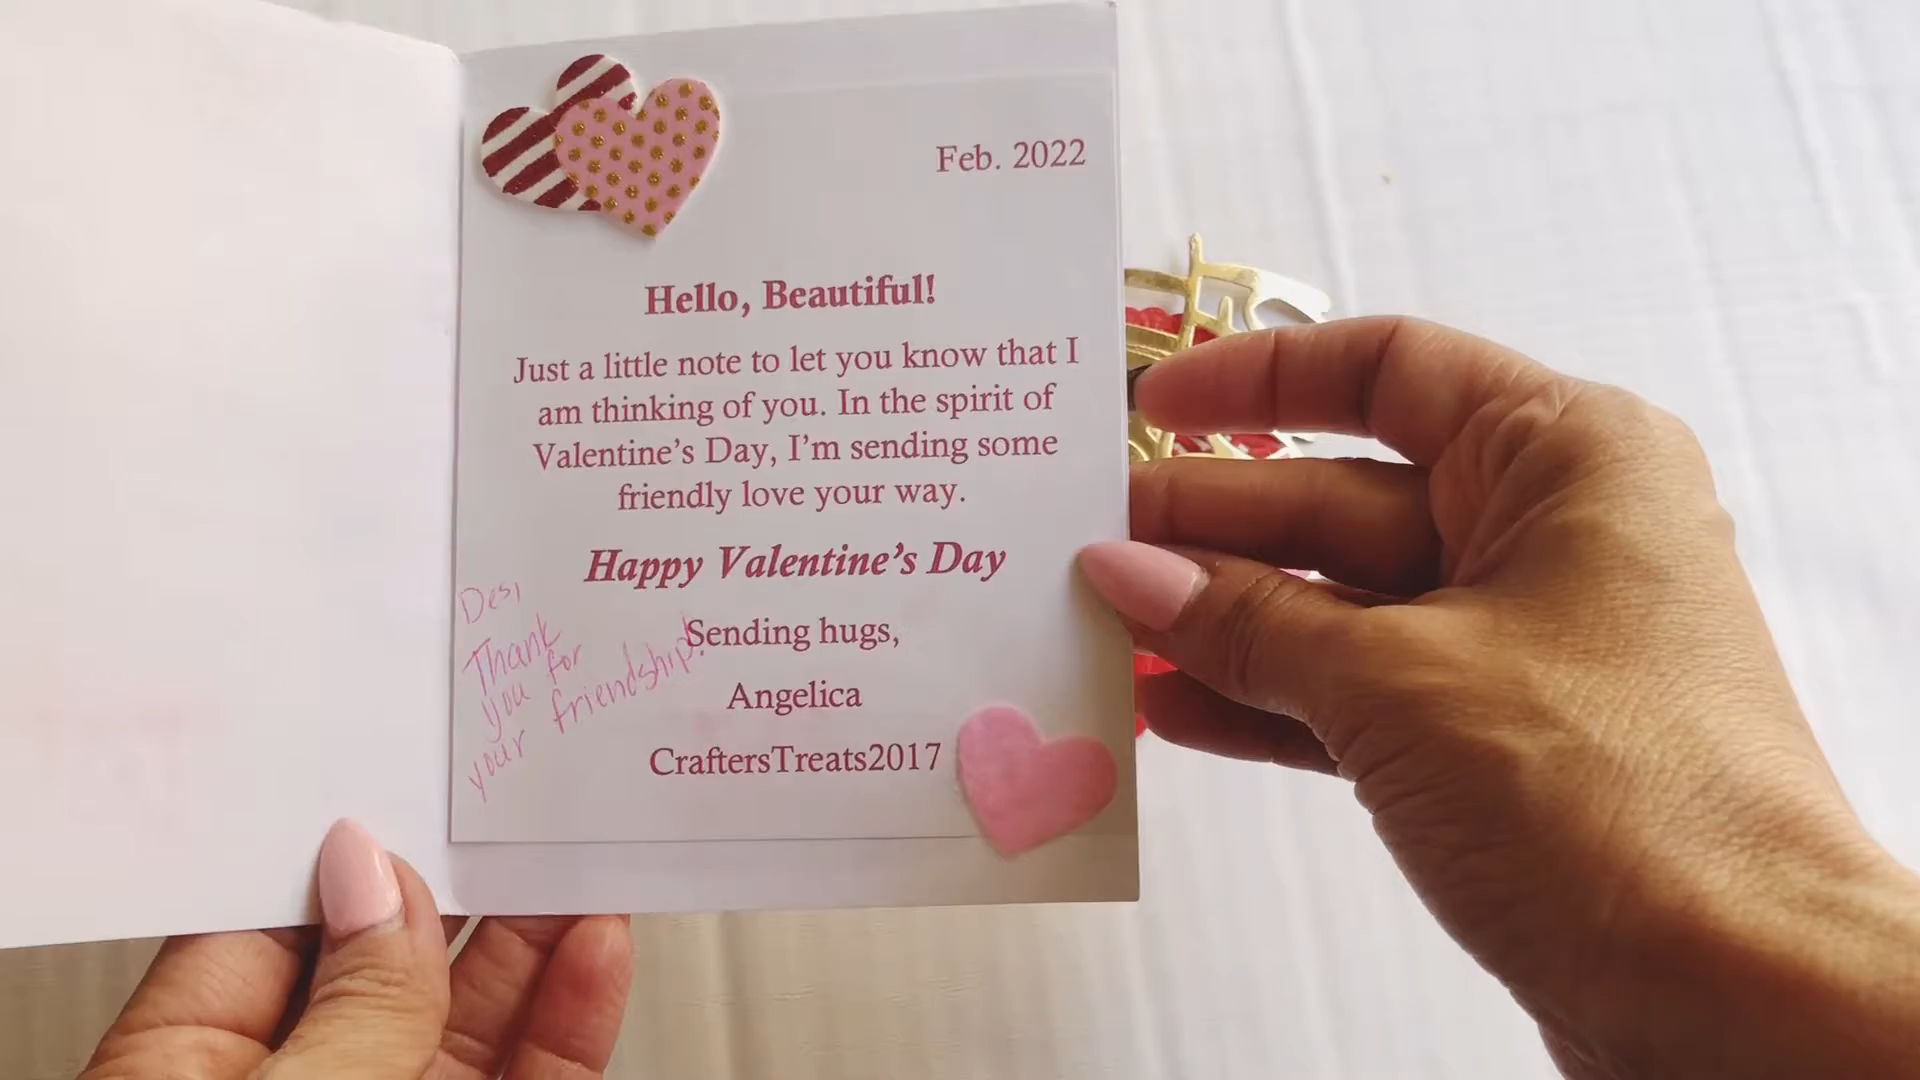 Feb. 2022
Hello, Beautiful!
Just a little note to let you know that I
am thinking of you. In the spirit of
Valentine's Day, I'm sending some
friendly love your way.
Happy Valentine's Day
Sending hugs,
Angelica
CraftersTreats2017
Desi
Thank
you for
your friendship!